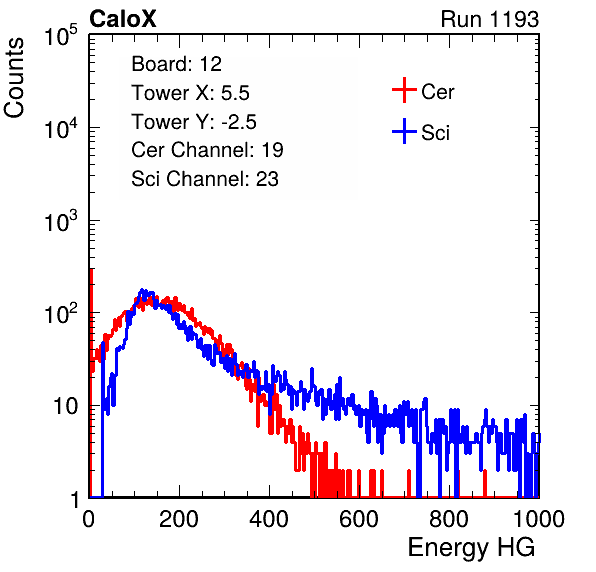 CaloX Run 1193
Counts
10^5
10^4
10^3
10^2
10
1
Board: 12
Tower X: 5.5
Tower Y: -2.5
Cer Channel: 19
Sci Channel: 23
Cer
Sci
0 200 400 600 800 1000
Energy HG